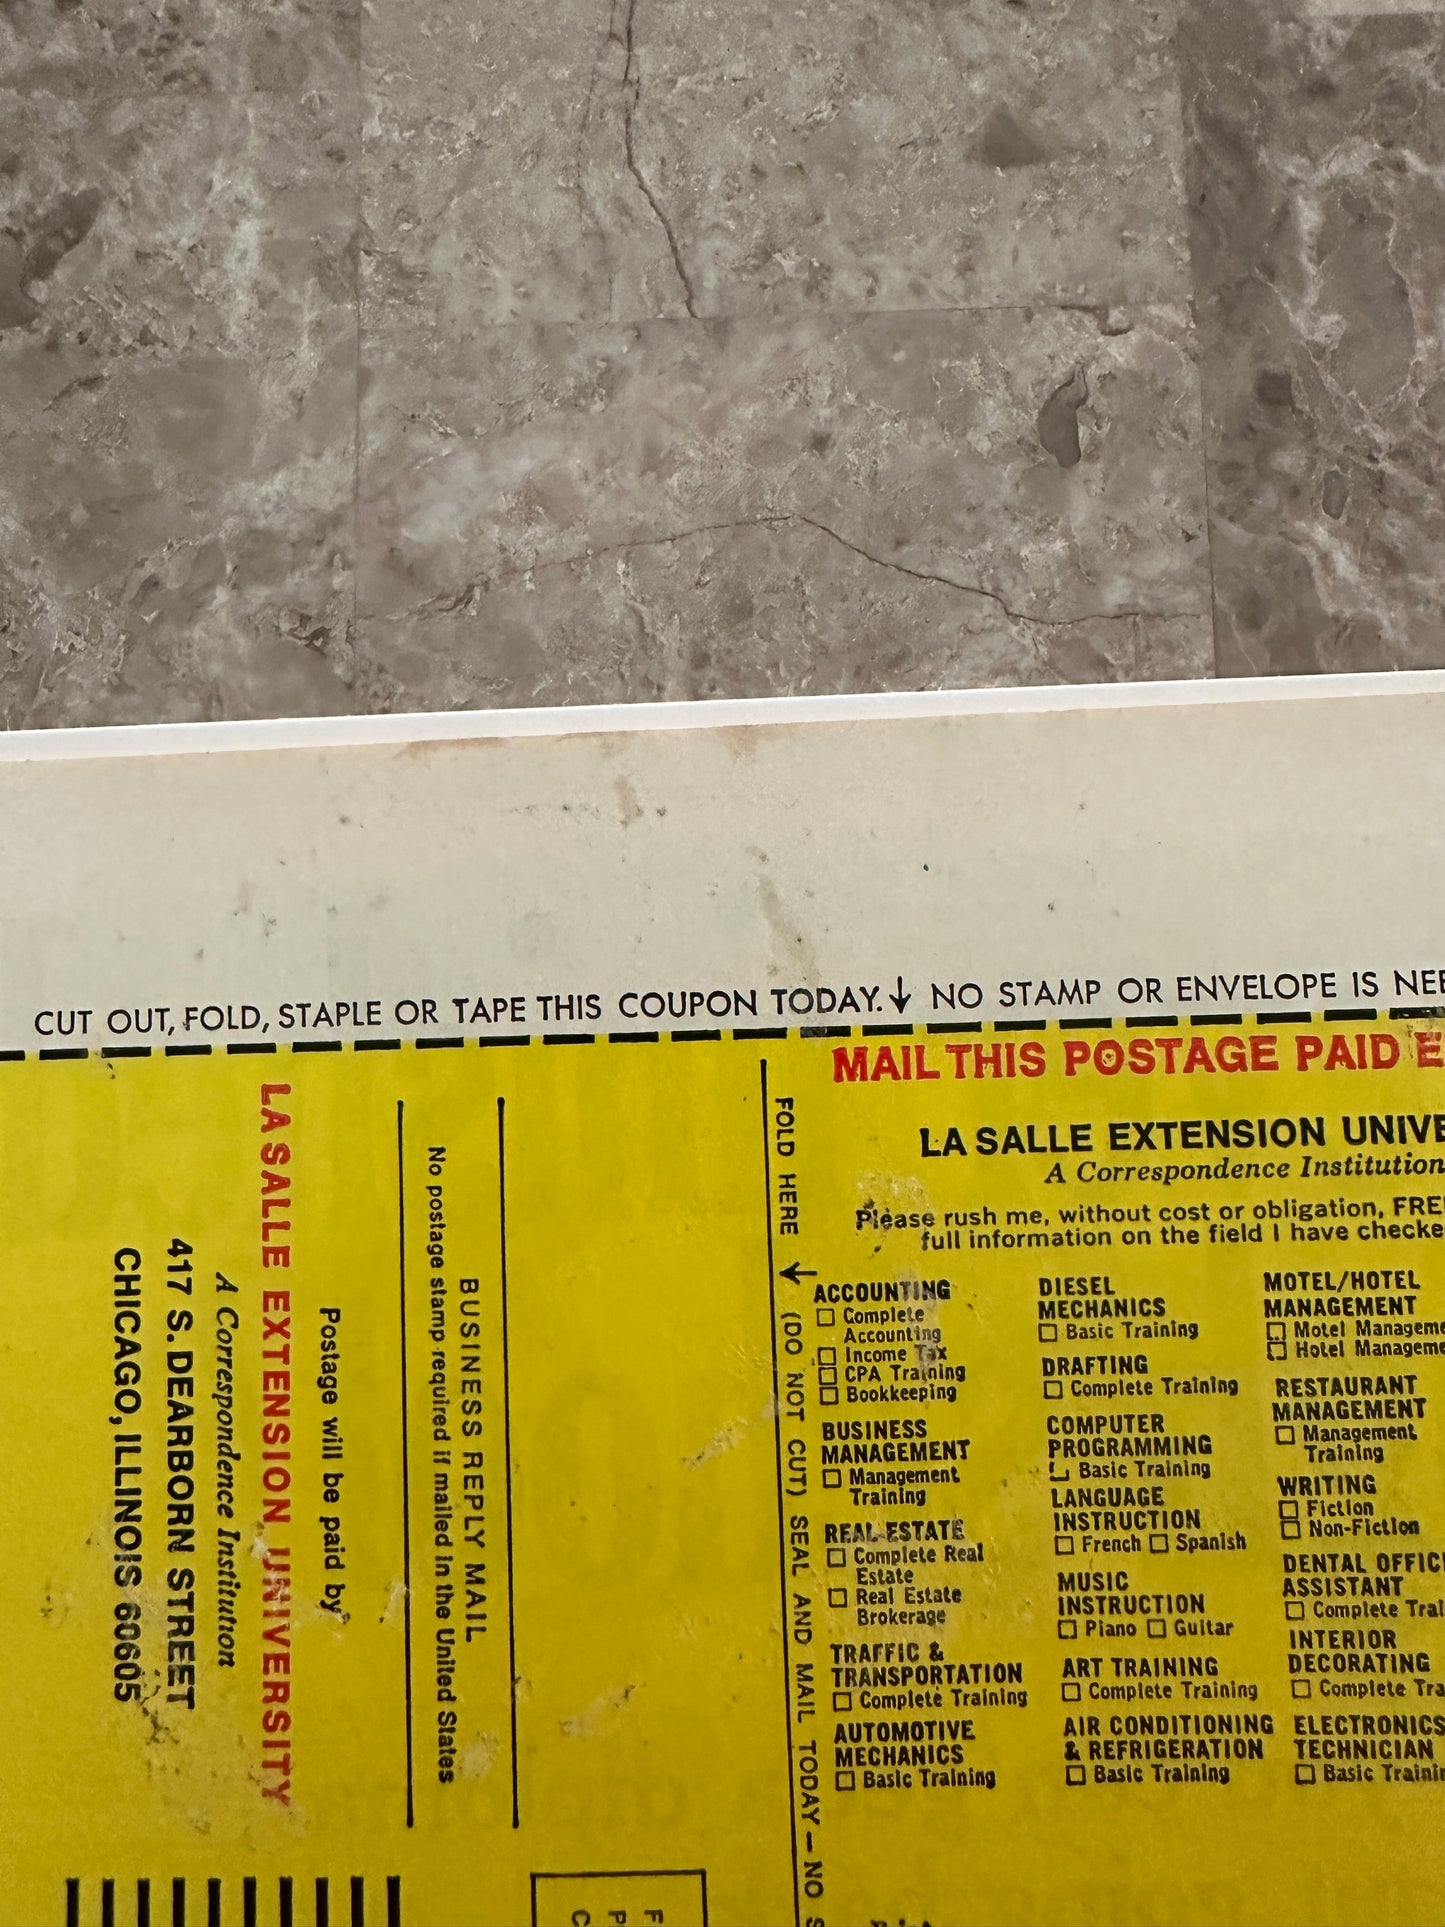 CUT OUT, FOLD, STAPLE OR TAPE THIS COUPON TODAY.↓ NO STAMP OR ENVELOPE IS
MAIL THIS POSTAGE PAID
LA SALLE EXTENSION
A Correspondence Institution
Please rush me, without cost or obligation,
full information on the field I have
ACCOUNTING
□ Complete
Accounting
□ Income Tax
□ CPA Training
□ Bookkeeping
BUSINESS
MANAGEMENT
□ Management
Training
REAL ESTATE
□ Complete Real
Estate
□ Real Estate
Brokerage
TRAFFIC &
TRANSPORTATION
□ Complete Training
AUTOMOTIVE
MECHANICS
□ Basic Training
DIESEL
MECHANICS
□ Basic Training
DRAFTING
□ Complete Training
COMPUTER
PROGRAMMING
□ Basic Training
LANGUAGE
INSTRUCTION
□ French □ Spanish
MUSIC
INSTRUCTION
□ Piano □ Guitar
ART TRAINING
□ Complete Training
AIR CONDITIONING
& REFRIGERATION
□ Basic Training
MOTEL/HOTEL
MANAGEMENT
□ Motel
□ Hotel
RESTAURANT
MANAGEMENT
□ Management
Training
WRITING
□ Fiction
□ Non-Fiction
DENTAL
ASSISTANT
□ Complete
INTERIOR
DECORATING
□ Complete
ELECTRONICS
TECHNICIAN
□ Basic
FOLD HERE ↓ (DO NOT CUT) SEAL AND MAIL TODAY—NO
BUSINESS REPLY MAIL
No postage stamp required if mailed in the United States
Postage will be paid by
LA SALLE EXTENSION UNIVERSITY
A Correspondence Institution
417 S. DEARBORN STREET
CHICAGO, ILLINOIS 60605